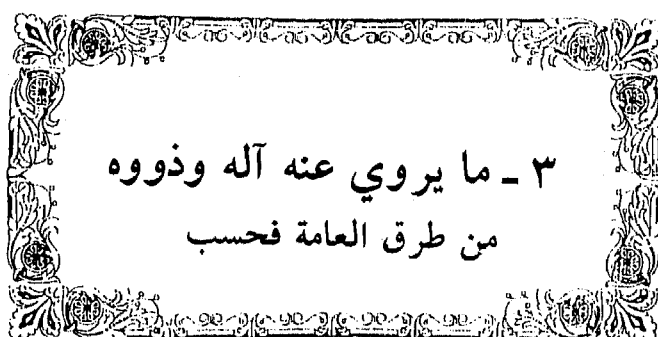 ٣ ـ ما يروي عنه آله وذووه
من طرق العامة فحسب